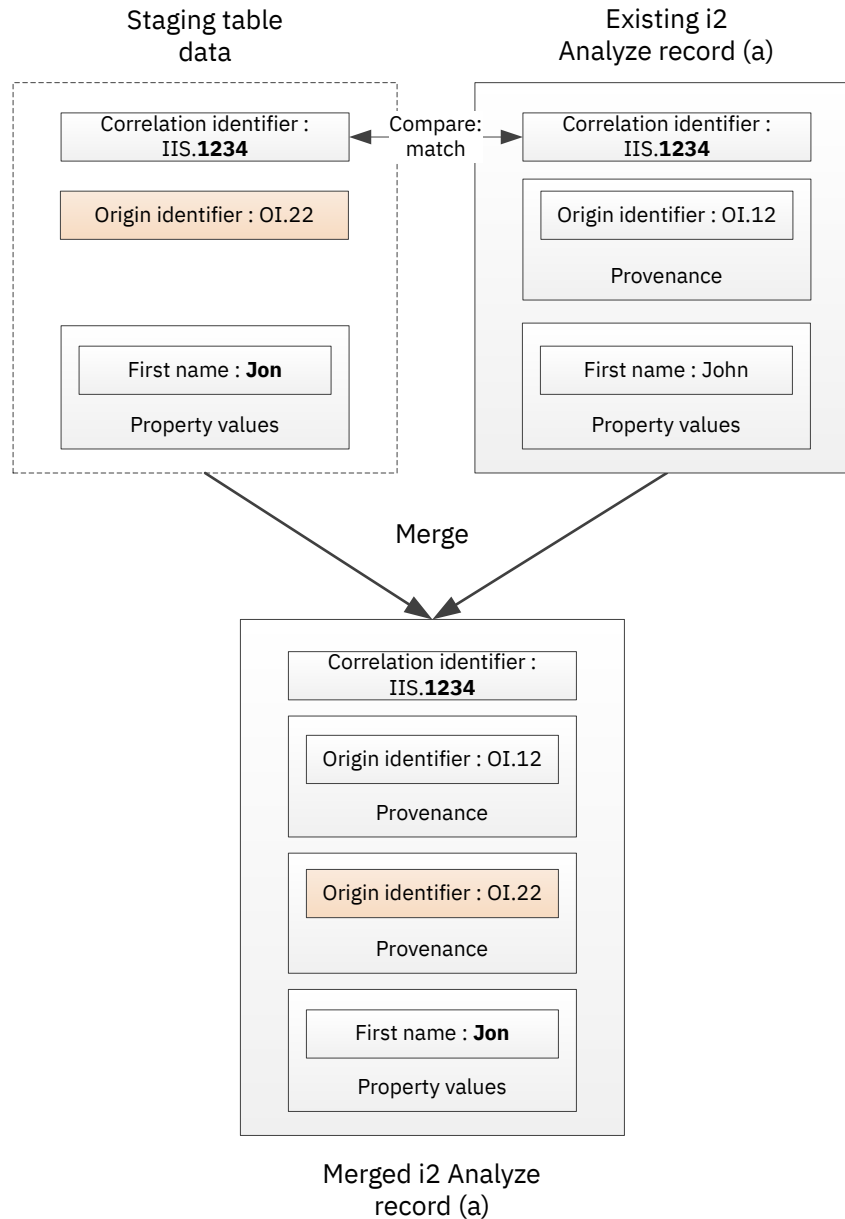 Staging table
data
Existing i2
Analyze record (a)
Correlation identifier :
IIS.1234
Compare:
match
Correlation identifier :
IIS.1234
Origin identifier : OI.22
Origin identifier : OI.12
Provenance
First name : Jon
Property values
First name : John
Property values
Merge
Correlation identifier :
IIS.1234
Origin identifier : OI.12
Provenance
Origin identifier : OI.22
Provenance
First name : Jon
Property values
Merged i2 Analyze
record (a)